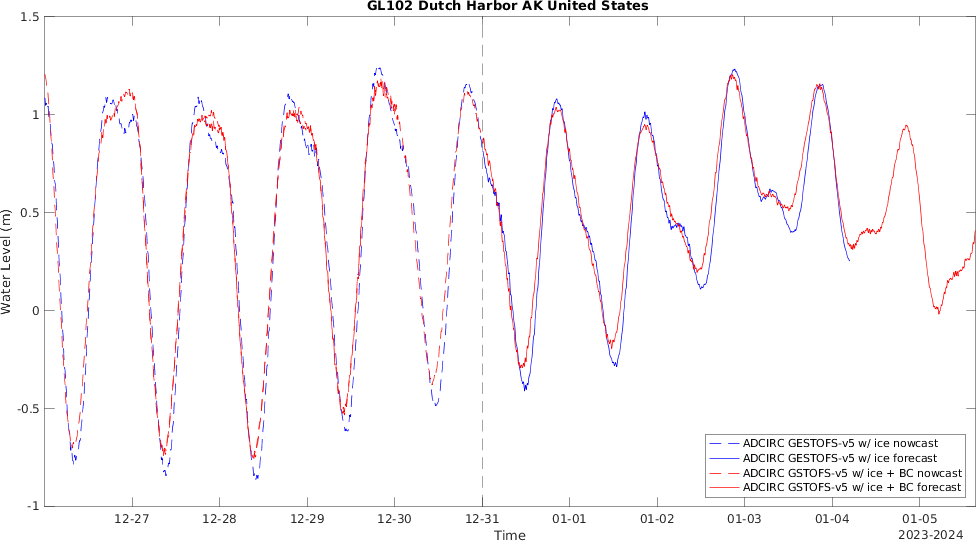 GL102 Dutch Harbor AK United States
1.5
1
0.5
0
-0.5
-1
Water Level (m)
12-27 12-28 12-29 12-30 12-31 01-01 01-02 01-03 01-04 01-05
Time
2023-2024
ADCIRC GESTOFS-v5 w/ ice nowcast
ADCIRC GESTOFS-v5 w/ ice forecast
ADCIRC GSTOFS-v5 w/ ice + BC nowcast
ADCIRC GSTOFS-v5 w/ ice + BC forecast